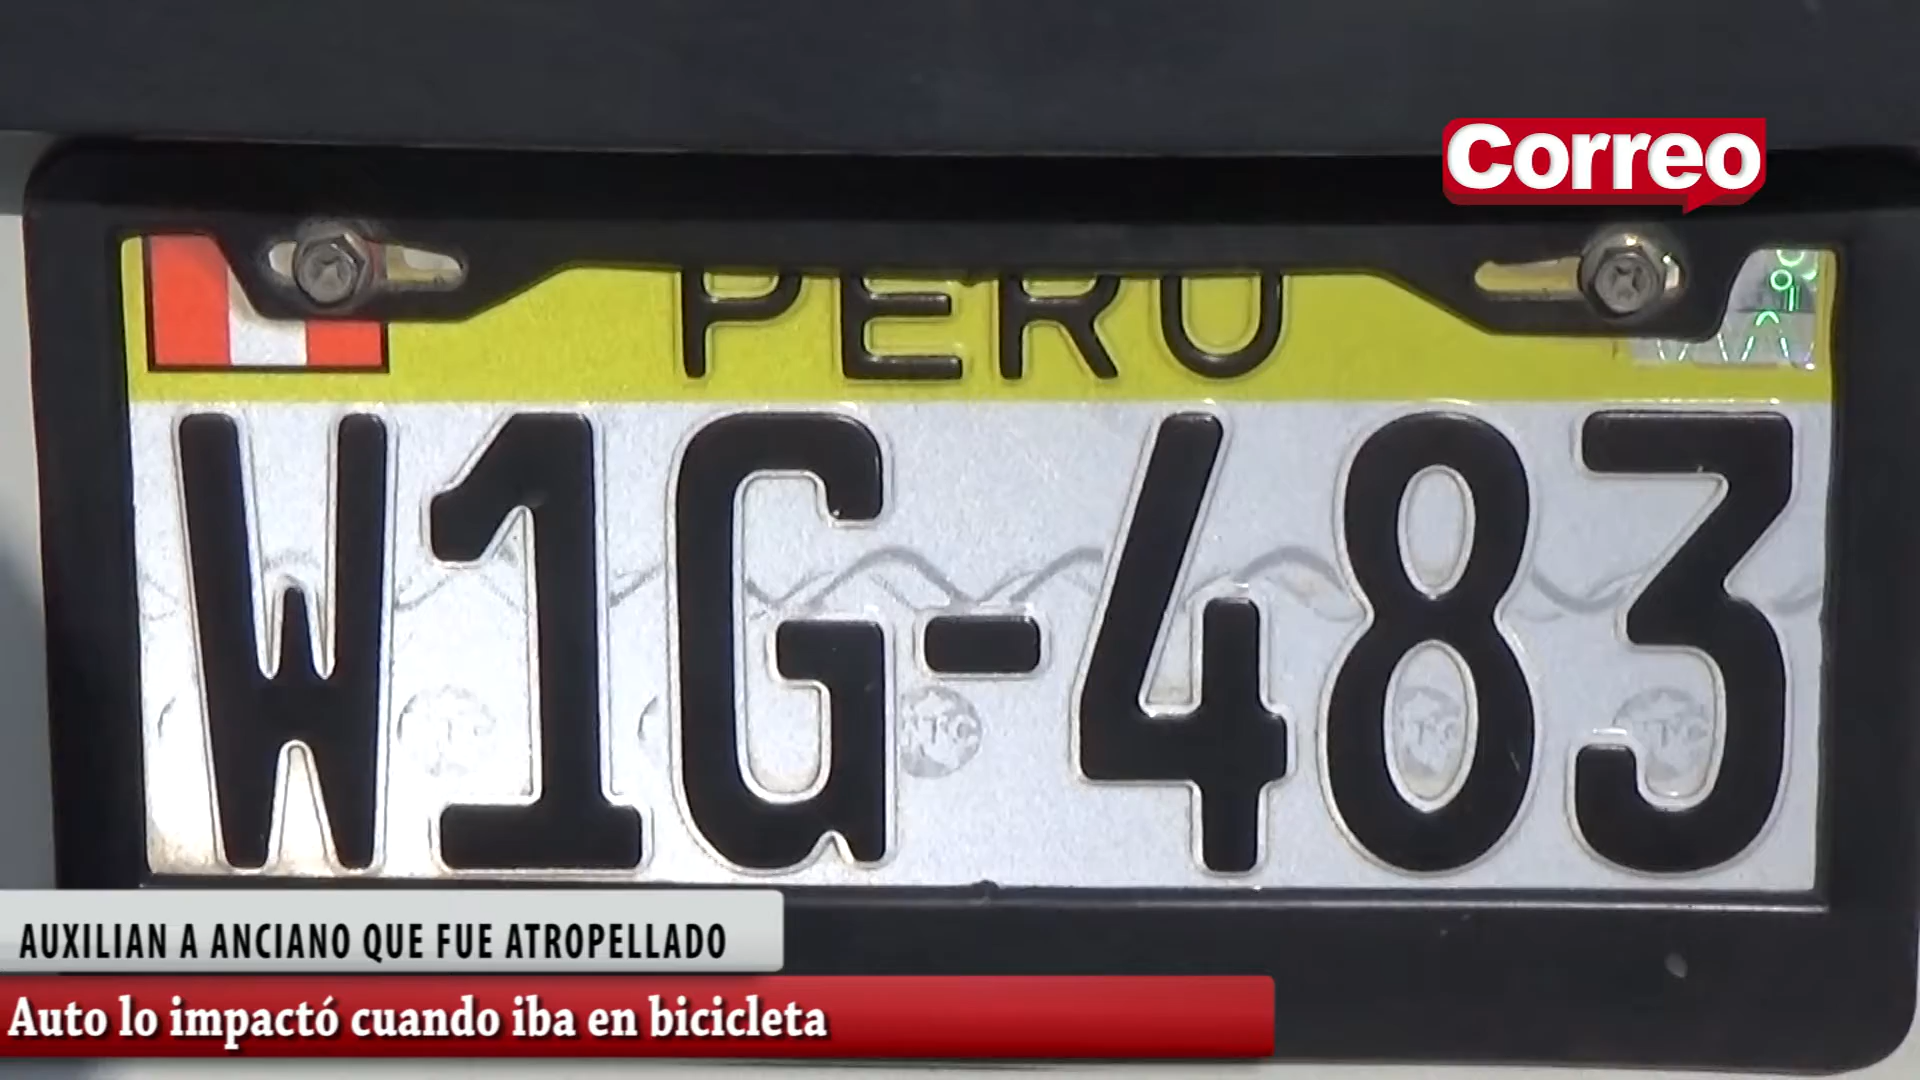 Correo
PERU
W1G-483
AUXILIAN A ANCIANO QUE FUE ATROPELLADO
Auto lo impactó cuando iba en bicicleta